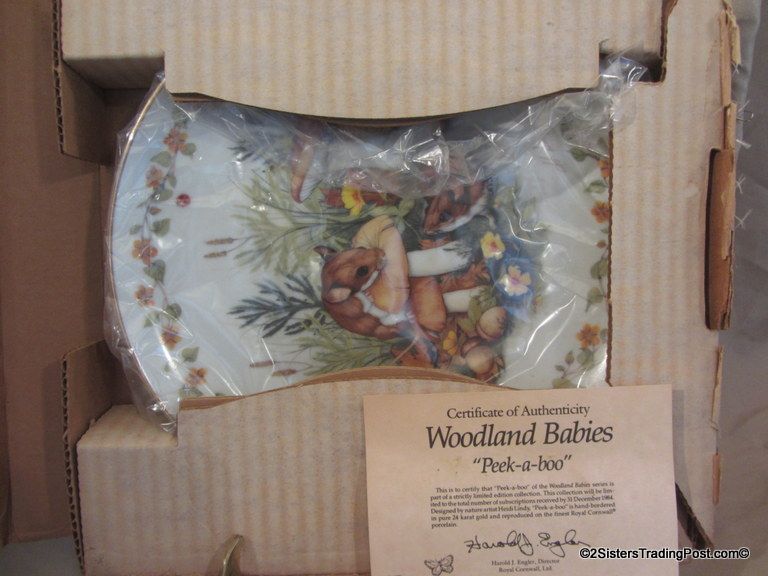 Certificate of Authenticity
Woodland Babies
"Peek-a-boo"
This is to certify that "Peek-a-boo" of the Woodland Babies series is
part of a strictly limited edition collection. This collection will be lim-
ited to the total number of subscriptions received by 31 December 1984.
Designed by nature artist Heidi Lindy, "Peek-a-boo" is hand-bordered
in pure 24 karat gold and reproduced on the finest Royal Cornwall®
porcelain.
Harold J. Engler
Harold J. Engler, Director
Royal Cornwall, Ltd.
©2SistersTradingPost.com©